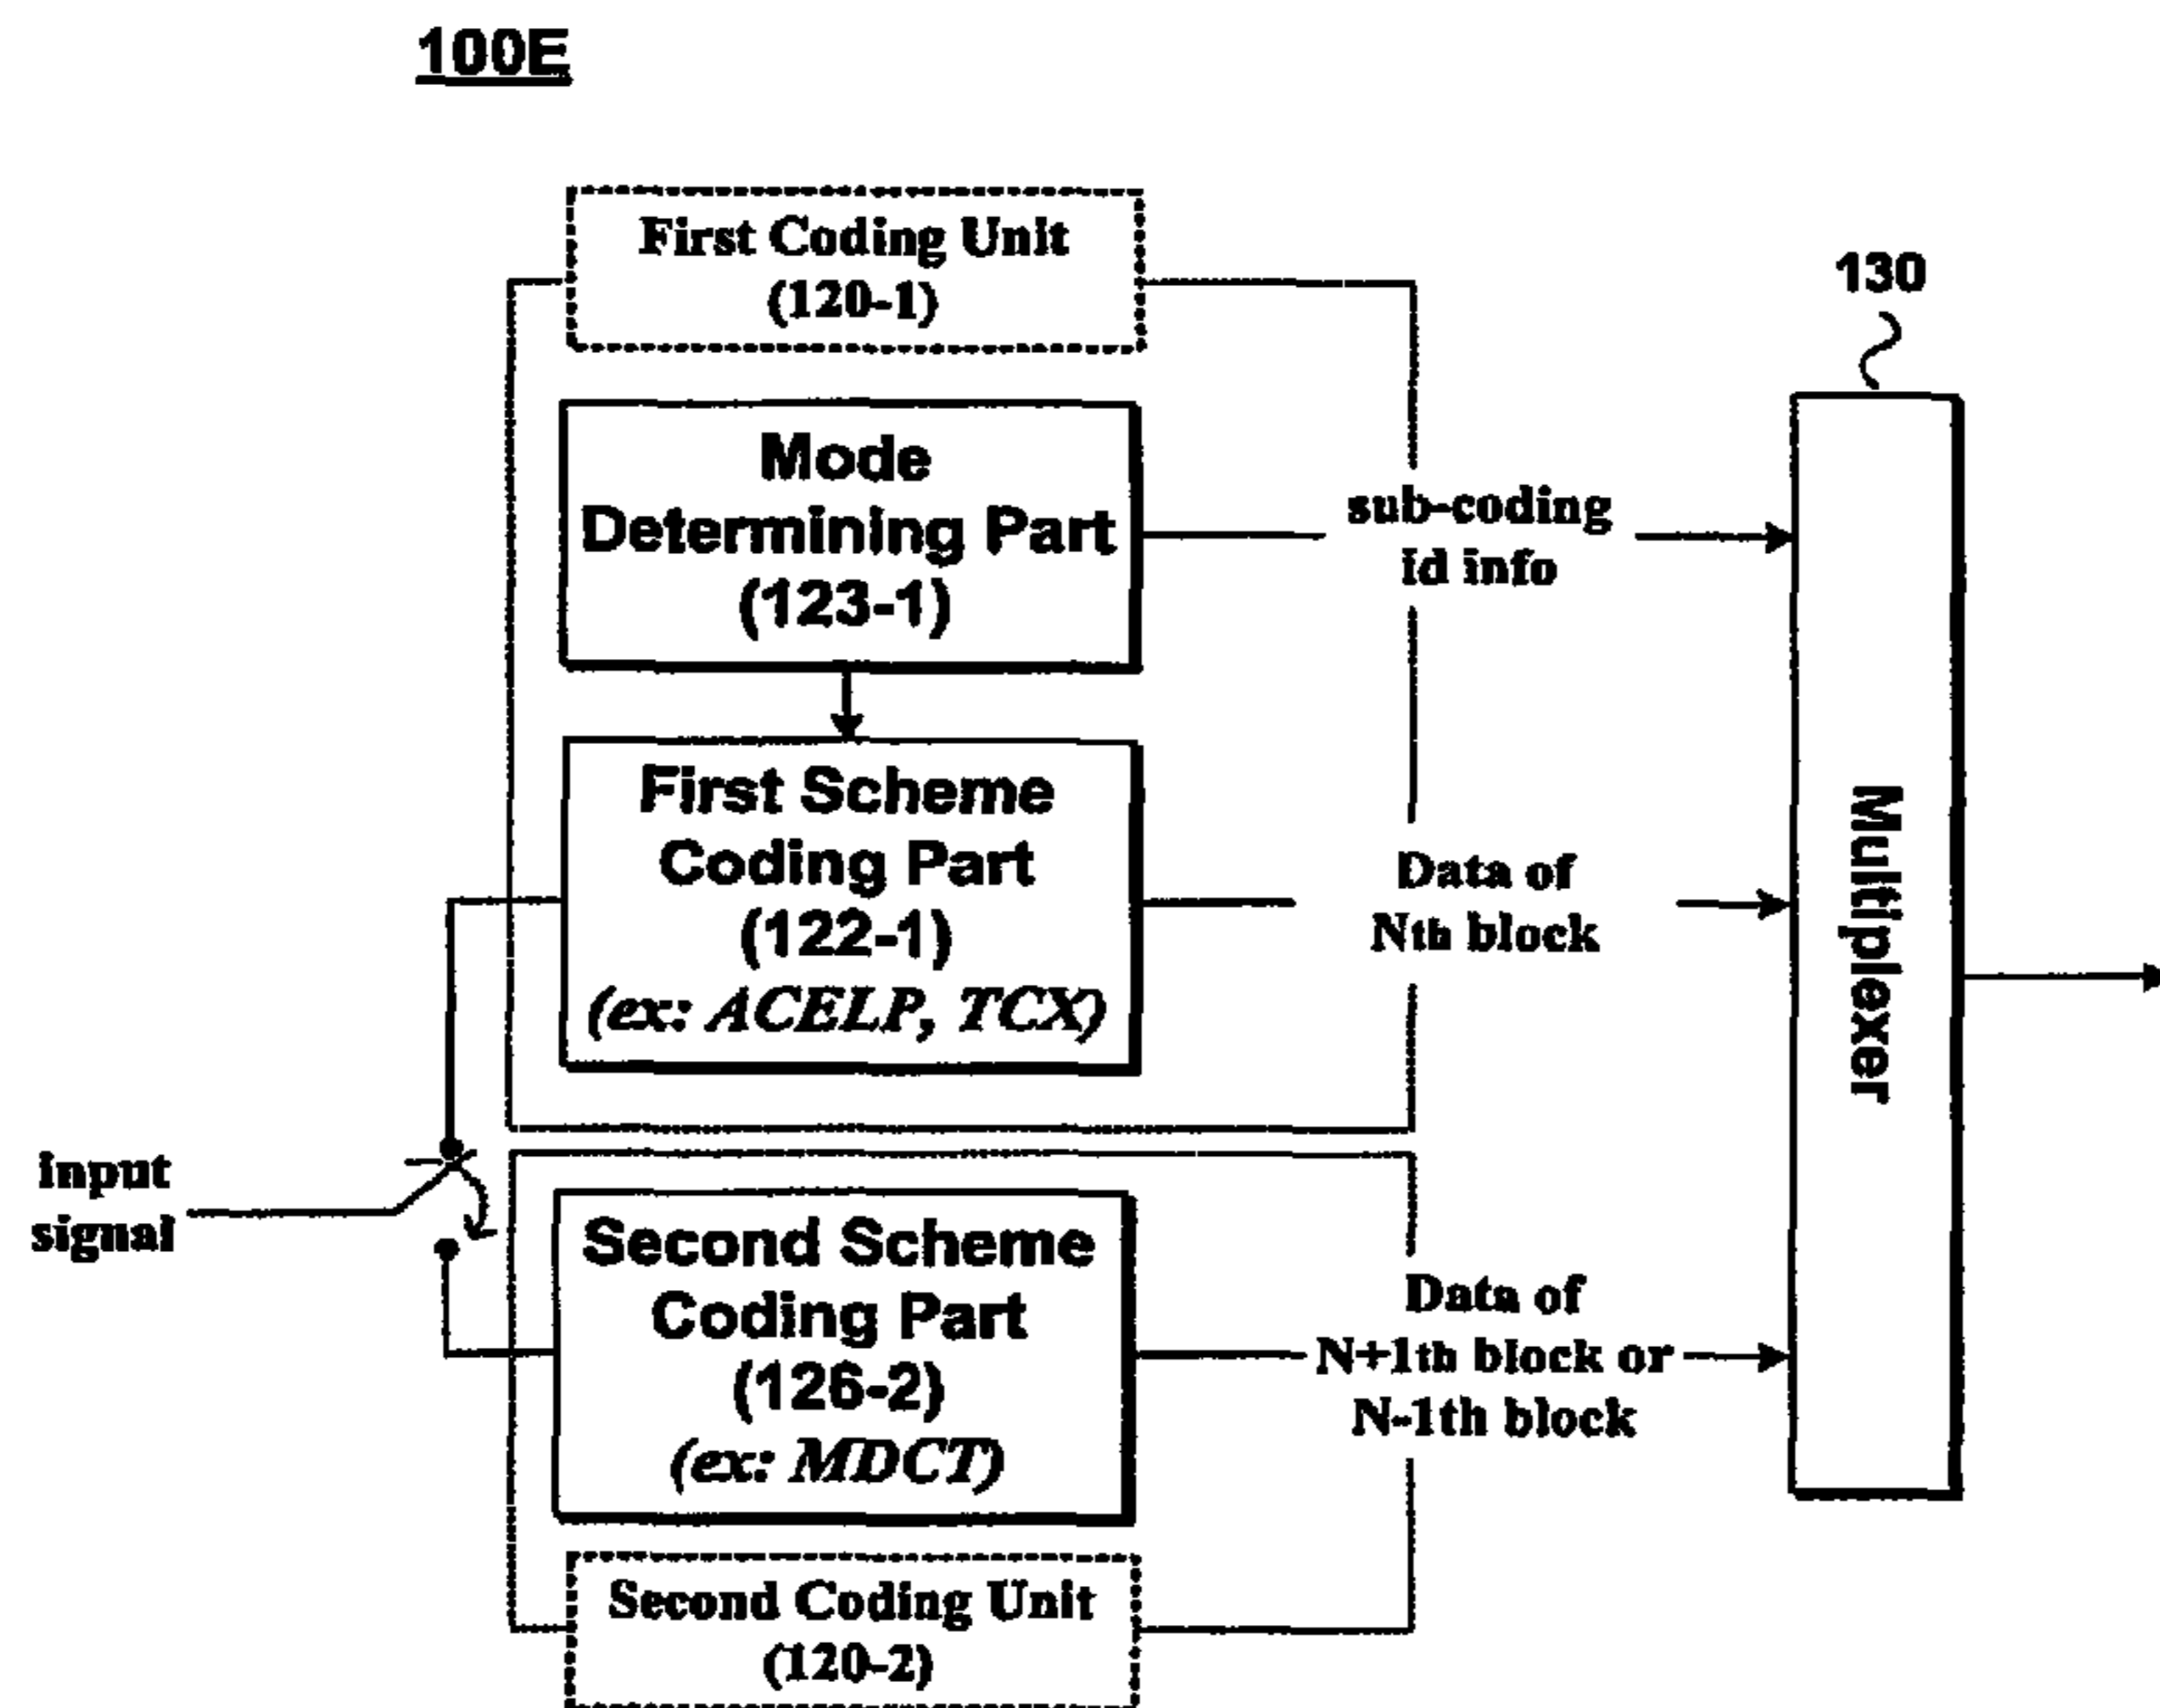 100E
First Coding Unit
(120-1)
130
Mode
Determining Part
(123-1)
sub-coding
id info
First Scheme
Coding Part
(122-1)
(ex: ACELP, TCX)
Data of
Nth block
Multiplexer
input
signal
Second Scheme
Coding Part
(126-2)
(ex: MDCT)
Data of
N+1th block or
N-1th block
Second Coding Unit
(120-2)